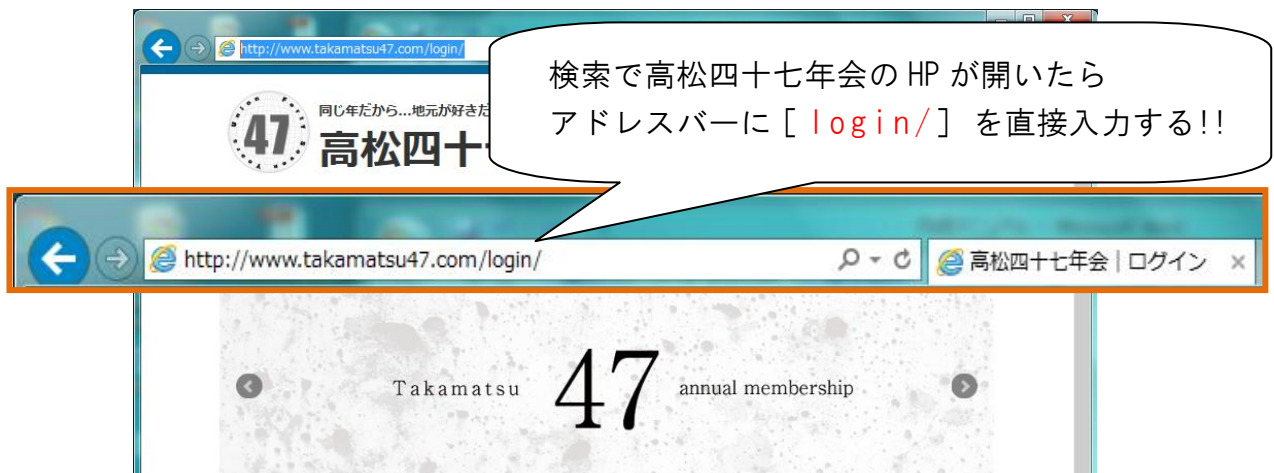 http://www.takamatsu47.com/login/
検索で高松四十七年会の HP が開いたら
アドレスバーに［login/］を直接入力する!!
同じ年だから...地元が好きだ
47
高松四十
http://www.takamatsu47.com/login/
高松四十七年会｜ログイン
Takamatsu 47 annual membership